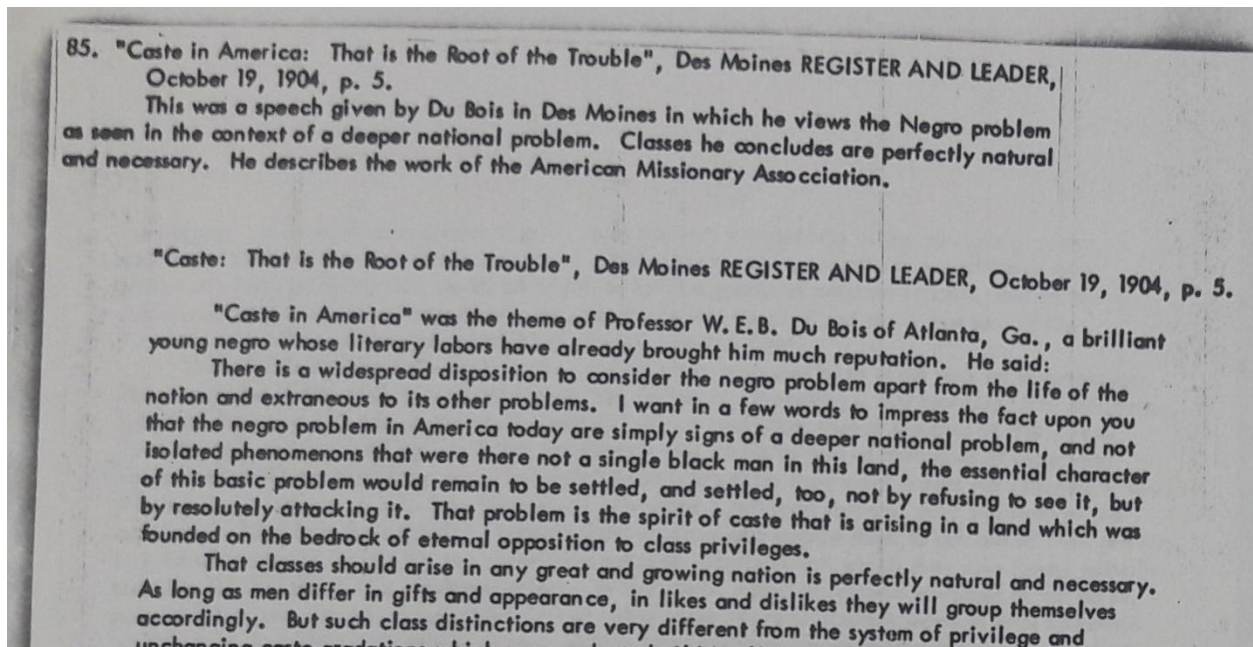 85. "Caste in America: That is the Root of the Trouble", Des Moines REGISTER AND LEADER,
October 19, 1904, p. 5.
This was a speech given by Du Bois in Des Moines in which he views the Negro problem
as seen in the context of a deeper national problem. Classes he concludes are perfectly natural
and necessary. He describes the work of the American Missionary Assocciation.
"Caste: That is the Root of the Trouble", Des Moines REGISTER AND LEADER, October 19, 1904, p. 5.
"Caste in America" was the theme of Professor W.E.B. Du Bois of Atlanta, Ga., a brilliant
young negro whose literary labors have already brought him much reputation. He said:
There is a widespread disposition to consider the negro problem apart from the life of the
nation and extraneous to its other problems. I want in a few words to impress the fact upon you
that the negro problem in America today are simply signs of a deeper national problem, and not
isolated phenomenons that were there not a single black man in this land, the essential character
of this basic problem would remain to be settled, and settled, too, not by refusing to see it, but
by resolutely attacking it. That problem is the spirit of caste that is arising in a land which was
founded on the bedrock of eternal opposition to class privileges.
That classes should arise in any great and growing nation is perfectly natural and necessary.
As long as men differ in gifts and appearance, in likes and dislikes they will group themselves
accordingly. But such class distinctions are very different from the system of privilege and
unchanging caste gradations